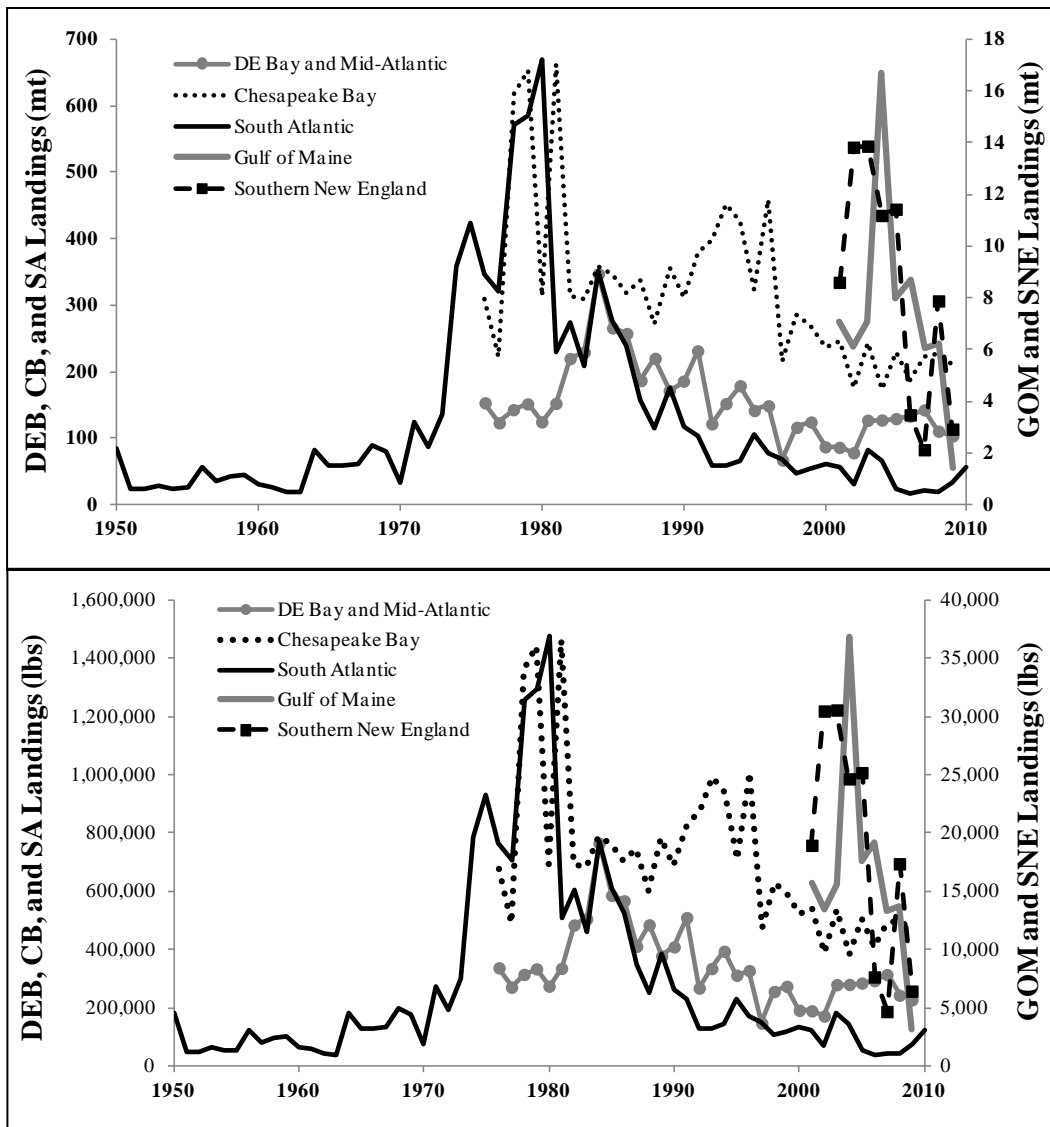 DEB, CB, and SA Landings (mt)
700
600
500
400
300
200
100
0
DE Bay and Mid-Atlantic
Chesapeake Bay
South Atlantic
Gulf of Maine
Southern New England
18
16
14
12
10
8
6
4
2
0
GOM and SNE Landings (mt)
1950 1960 1970 1980 1990 2000 2010
DEB, CB, and SA Landings (lbs)
1,600,000
1,400,000
1,200,000
1,000,000
800,000
600,000
400,000
200,000
0
DE Bay and Mid-Atlantic
Chesapeake Bay
South Atlantic
Gulf of Maine
Southern New England
40,000
35,000
30,000
25,000
20,000
15,000
10,000
5,000
0
GOM and SNE Landings (lbs)
1950 1960 1970 1980 1990 2000 2010